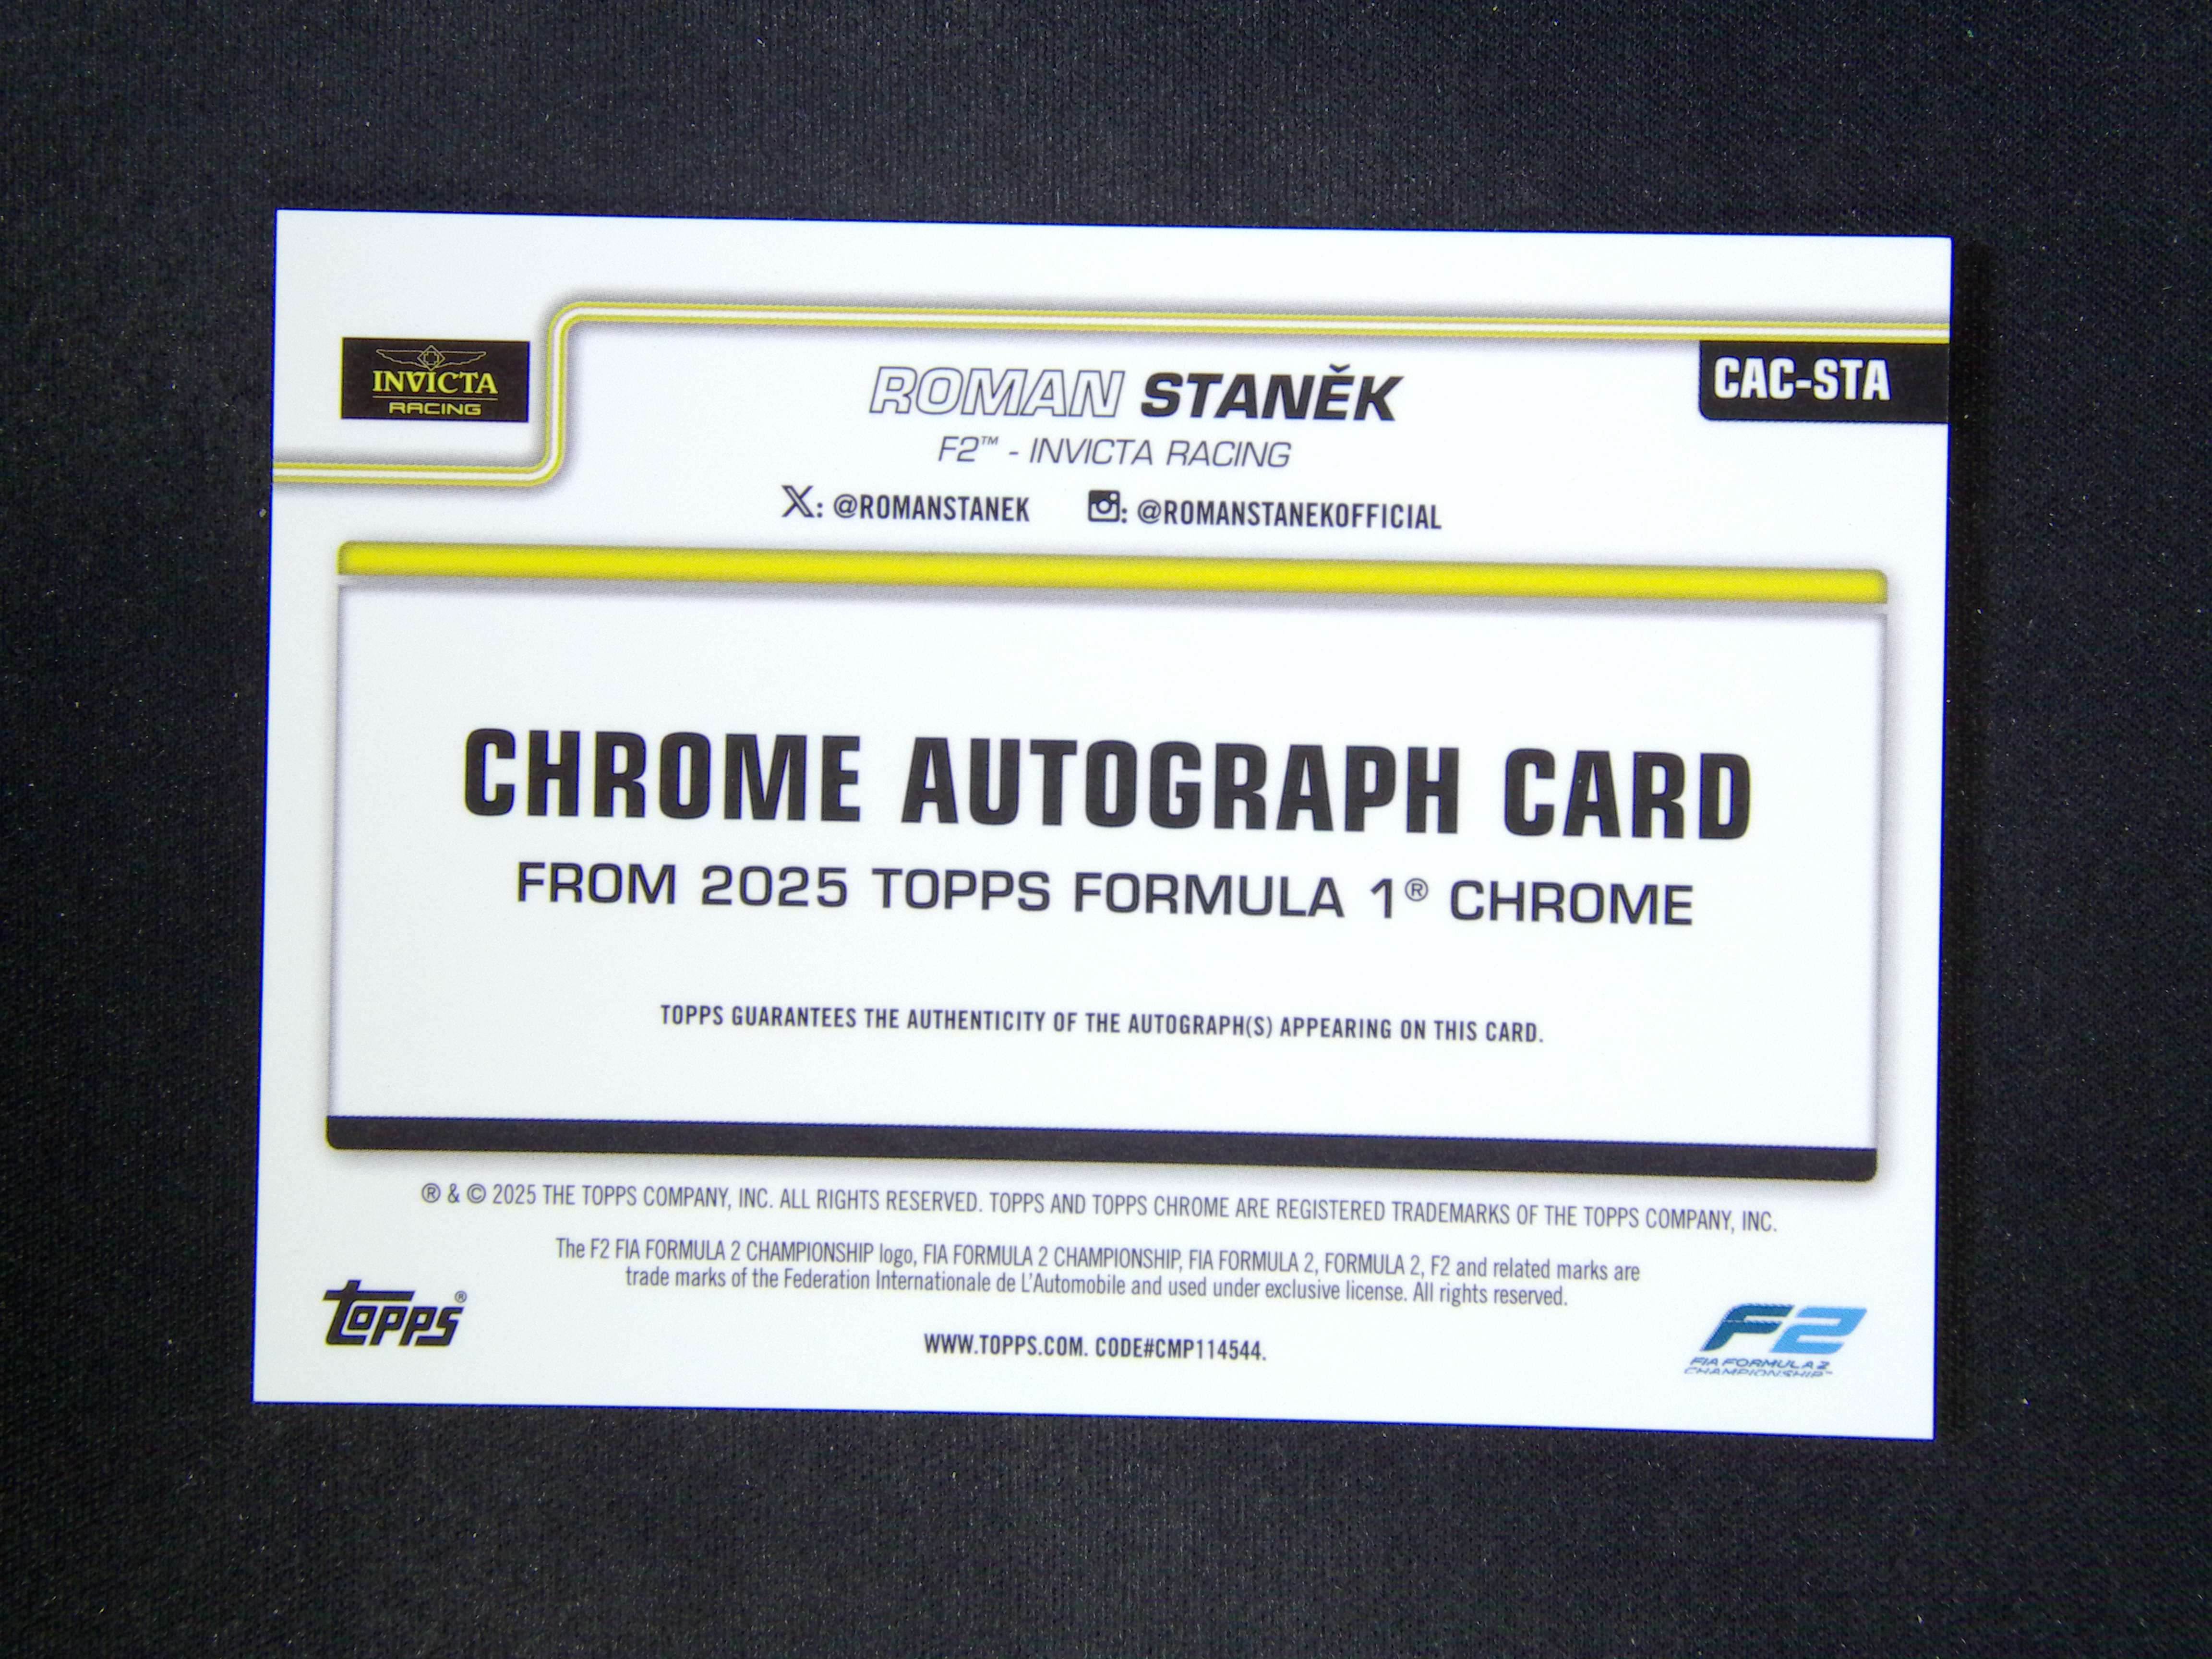 INVICTA
RACING
ROMAN STANĚK
CAC-STA
F2™ - INVICTA RACING
X: @ROMANSTANEK : @ROMANSTANEKOFFICIAL
CHROME AUTOGRAPH CARD
FROM 2025 TOPPS FORMULA 1® CHROME
TOPPS GUARANTEES THE AUTHENTICITY OF THE AUTOGRAPH(S) APPEARING ON THIS CARD.
® & © 2025 THE TOPPS COMPANY, INC. ALL RIGHTS RESERVED. TOPPS AND TOPPS CHROME ARE REGISTERED TRADEMARKS OF THE TOPPS COMPANY, INC.
The F2 FIA FORMULA 2 CHAMPIONSHIP logo, FIA FORMULA 2 CHAMPIONSHIP, FIA FORMULA 2, FORMULA 2, F2 and related marks are
trade marks of the Federation Internationale de L'Automobile and used under exclusive license. All rights reserved.
topps®
WWW.TOPPS.COM. CODE#CMP114544.
F2
FIA FORMULA 2
CHAMPIONSHIP™